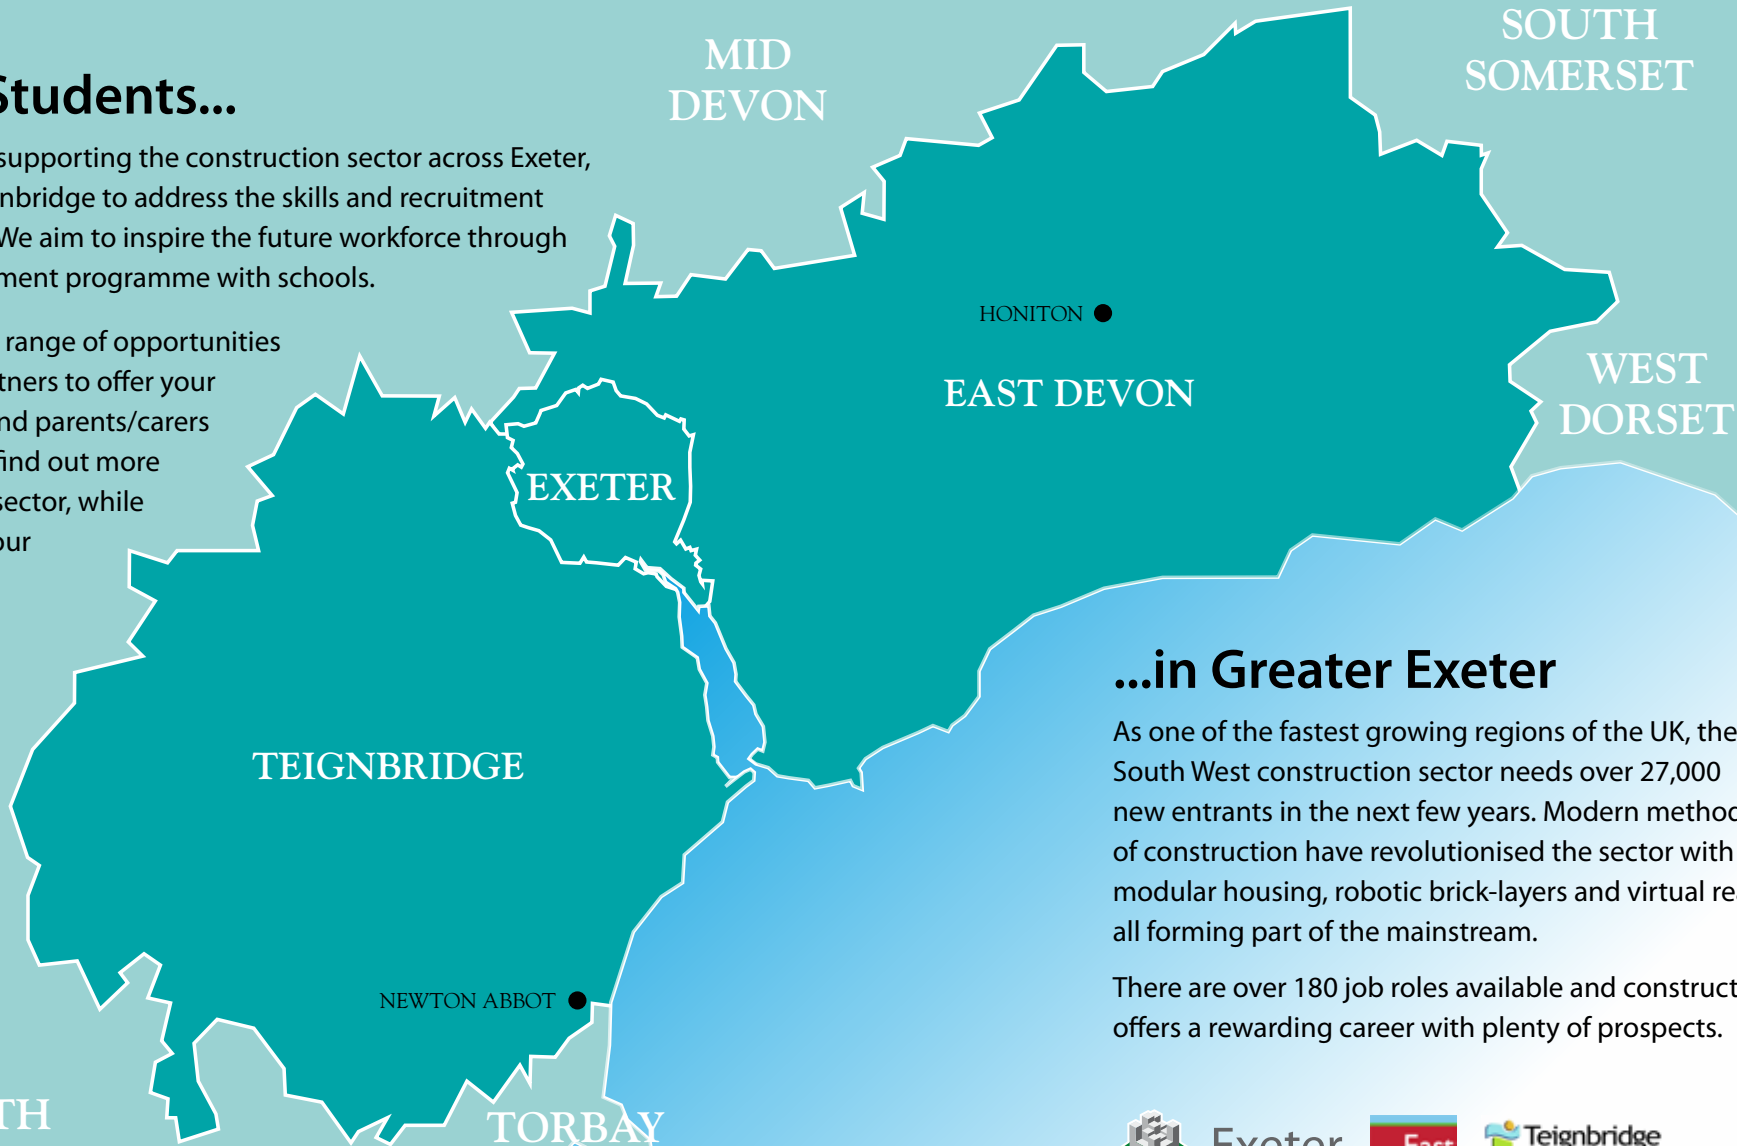 Students...
supporting the construction sector across Exeter,
nbridge to address the skills and recruitment
We aim to inspire the future workforce through
ment programme with schools.
range of opportunities
tners to offer your
nd parents/carers
find out more
sector, while
our
MID
DEVON
SOUTH
SOMERSET
HONITON
EAST DEVON
WEST
DORSET
EXETER
TEIGNBRIDGE
NEWTON ABBOT
TH
TORBAY
...in Greater Exeter
As one of the fastest growing regions of the UK, the
South West construction sector needs over 27,000
new entrants in the next few years. Modern method
of construction have revolutionised the sector with
modular housing, robotic brick-layers and virtual rea
all forming part of the mainstream.
There are over 180 job roles available and construct
offers a rewarding career with plenty of prospects.
Exeter
East
Teignbridge